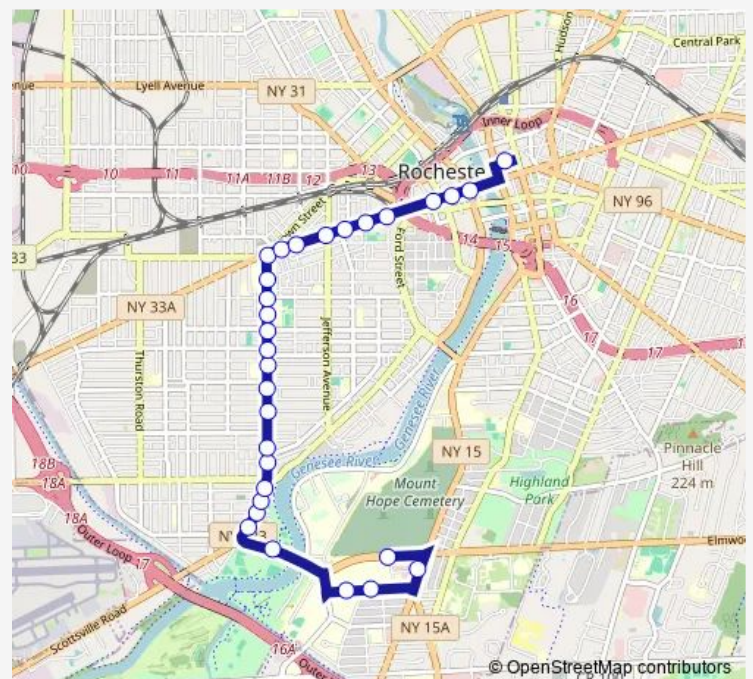 Hudson
Central Park
Lyell Avenue
NY 31
Inner Loop
10
10
11
11A
11B
12
13
Rocheste
NY 96
33
Ford Street
14
15
NY 33A
16
Jefferson Avenue
17
17
Thurston Road
Genesee River
NY 15
Pinnacle
Hill
224 m
18B
18A
Genesee River
Mount
Hope Cemetery
Highland
Park
18A
Outer Loop
17
Elmwo
Scottsville Road
NY 15A
16A
Outer
© OpenStreetMap contributors